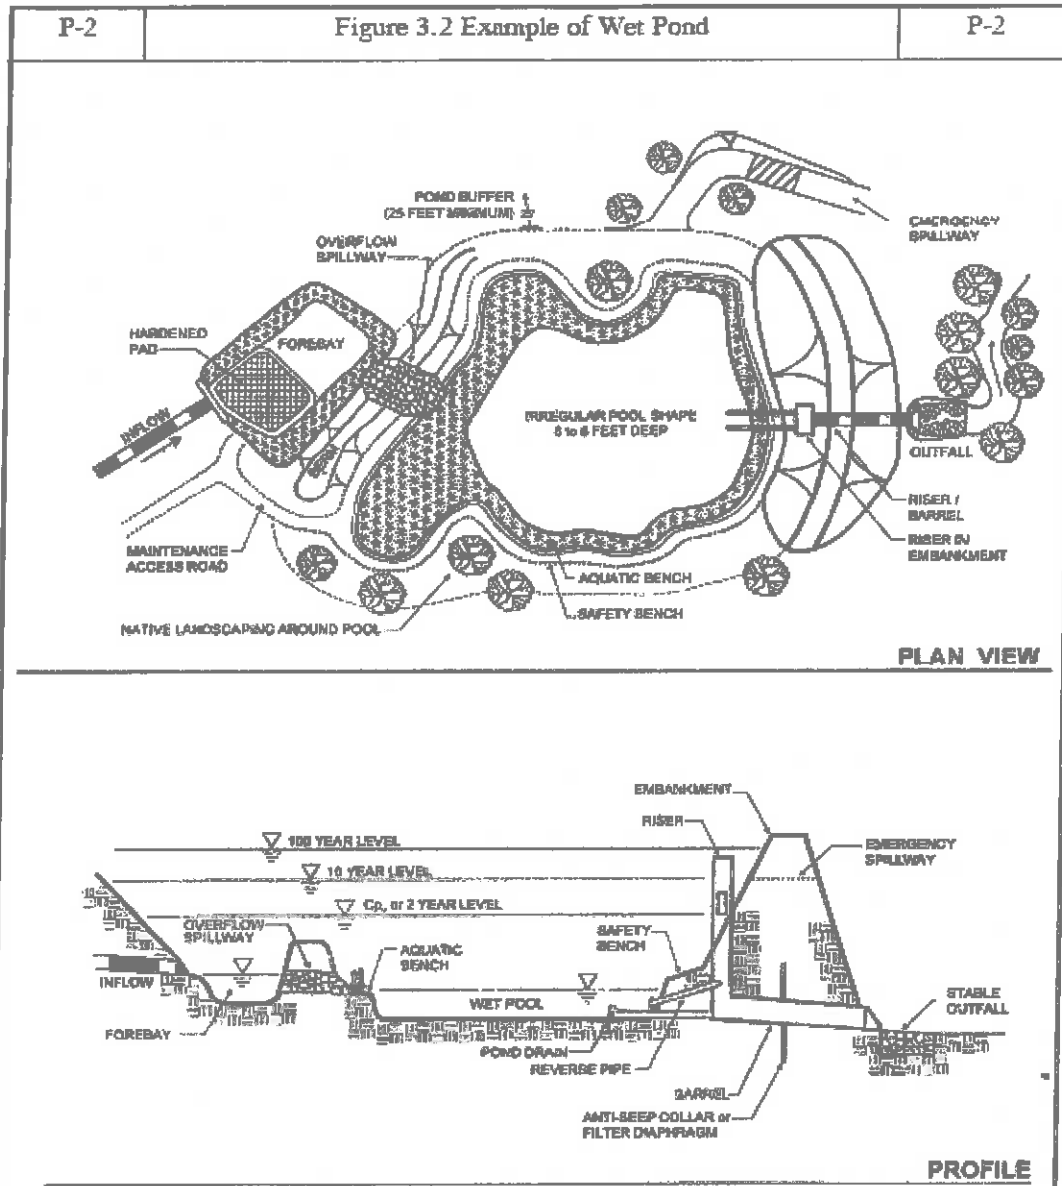 P-2
Figure 3.2 Example of Wet Pond
P-2
POND BUFFER
(25 FEET MINIMUM)
OVERFLOW
SPILLWAY
EMERGENCY
SPILLWAY
HARDENED
PAD
FOREBAY
INFLOW
IRREGULAR POOL SHAPE
TO
FEET DEEP
OUTFALL
RISER /
BARREL
RISER IN
EMBANKMENT
MAINTENANCE
ACCESS ROAD
AQUATIC BENCH
SAFETY BENCH
NATIVE LANDSCAPING AROUND POOL
PLAN VIEW
EMBANKMENT
RISER
100 YEAR LEVEL
EMERGENCY
SPILLWAY
10 YEAR LEVEL
Cpv or 2 YEAR LEVEL
OVERFLOW
SPILLWAY
SAFETY
BENCH
AQUATIC
BENCH
INFLOW
WET POOL
STABLE
OUTFALL
FOREBAY
POND DRAIN
REVERSE PIPE
BARREL
ANTI-SEEP COLLAR or
FILTER DIAPHRAGM
PROFILE